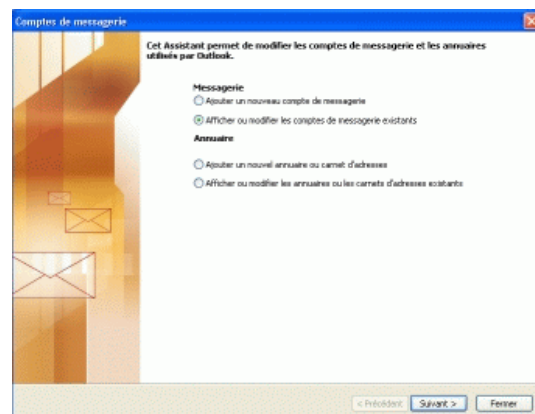 Comptes de messagerie
Cet Assistant permet de modifier les comptes de messagerie et les annuaires
utilisés par Outlook.
Messagerie
Ajouter un nouveau compte de messagerie
Afficher ou modifier les comptes de messagerie existants
Annuaire
Ajouter un nouvel annuaire ou carnet d'adresses
Afficher ou modifier les annuaires ou les carnets d'adresses existants
< Précédent
Suivant >
Fermer